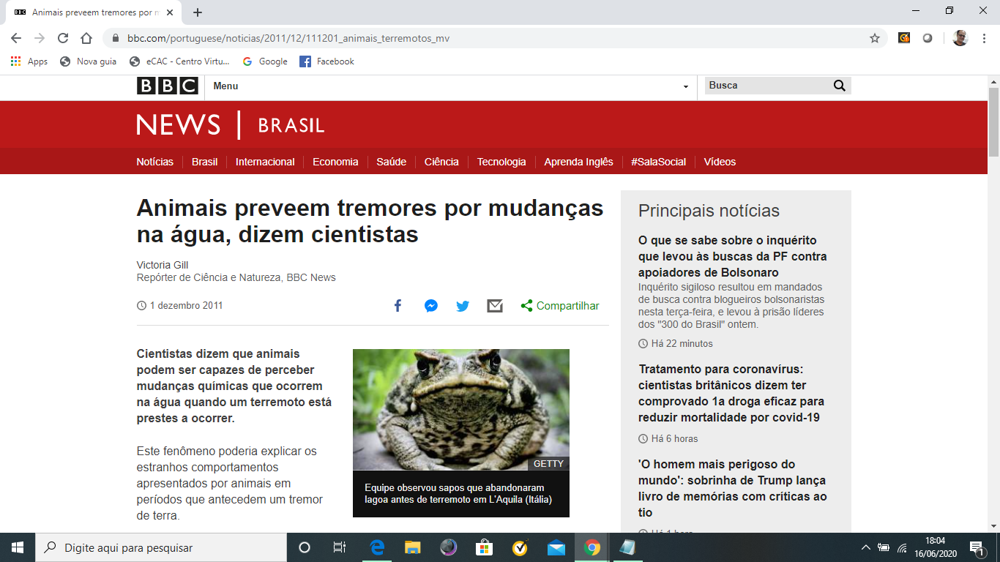 BBC Animais preveem tremores por m
bbc.com/portuguese/noticias/2011/12/111201_animais_terremotos_mv
Apps Nova guia eCAC - Centro Virtu... Google Facebook
BBC Menu Busca
NEWS BRASIL
Notícias Brasil Internacional Economia Saúde Ciência Tecnologia Aprenda Inglês #SalaSocial Vídeos
Animais preveem tremores por mudanças
na água, dizem cientistas
Victoria Gill
Repórter de Ciência e Natureza, BBC News
1 dezembro 2011 Compartilhar
Cientistas dizem que animais
podem ser capazes de perceber
mudanças químicas que ocorrem
na água quando um terremoto está
prestes a ocorrer.
Este fenômeno poderia explicar os
estranhos comportamentos
apresentados por animais em
períodos que antecedem um tremor
de terra.
GETTY
Equipe observou sapos que abandonaram
lagoa antes de terremoto em L'Aquila (Itália)
Principais notícias
O que se sabe sobre o inquérito
que levou às buscas da PF contra
apoiadores de Bolsonaro
Inquérito sigiloso resultou em mandados
de busca contra blogueiros bolsonaristas
nesta terça-feira, e levou à prisão líderes
dos "300 do Brasil" ontem.
Há 22 minutos
Tratamento para coronavírus:
cientistas britânicos dizem ter
comprovado 1a droga eficaz para
reduzir mortalidade por covid-19
Há 6 horas
'O homem mais perigoso do
mundo': sobrinha de Trump lança
livro de memórias com críticas ao
tio
Há 1 hora
Digite aqui para pesquisar
18:04
16/06/2020
1